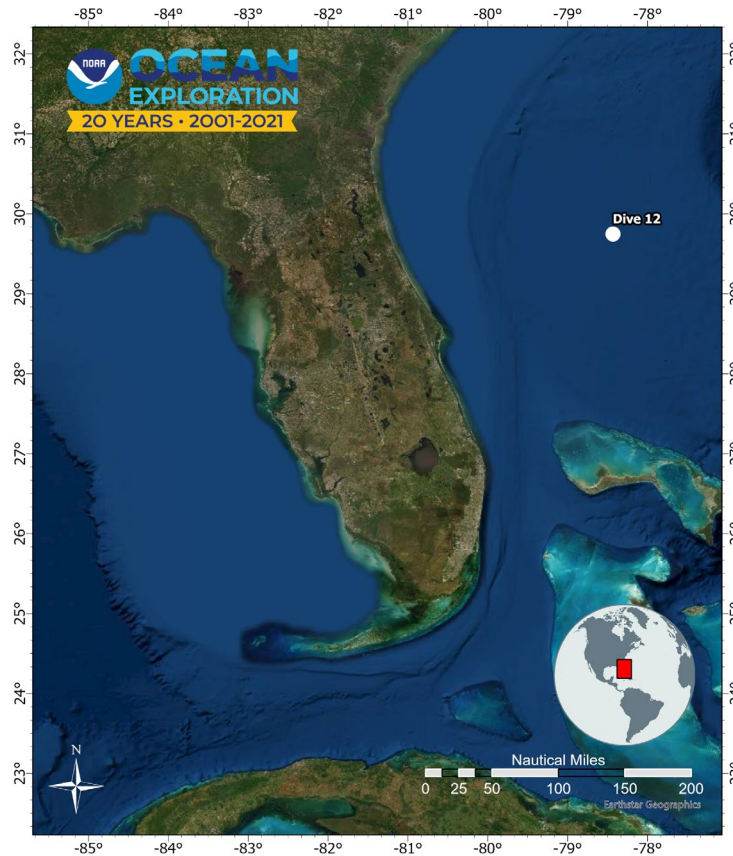 -85° -84° -83° -82° -81° -80° -79° -78°
NOAA
OCEAN
EXPLORATION
20 YEARS • 2001-2021
32°
31°
30°
29°
28°
27°
26°
25°
24°
23°
Dive 12
N
Nautical Miles
0 25 50 100 150 200
Earthstar Geographics
-85° -84° -83° -82° -81° -80° -79° -78°